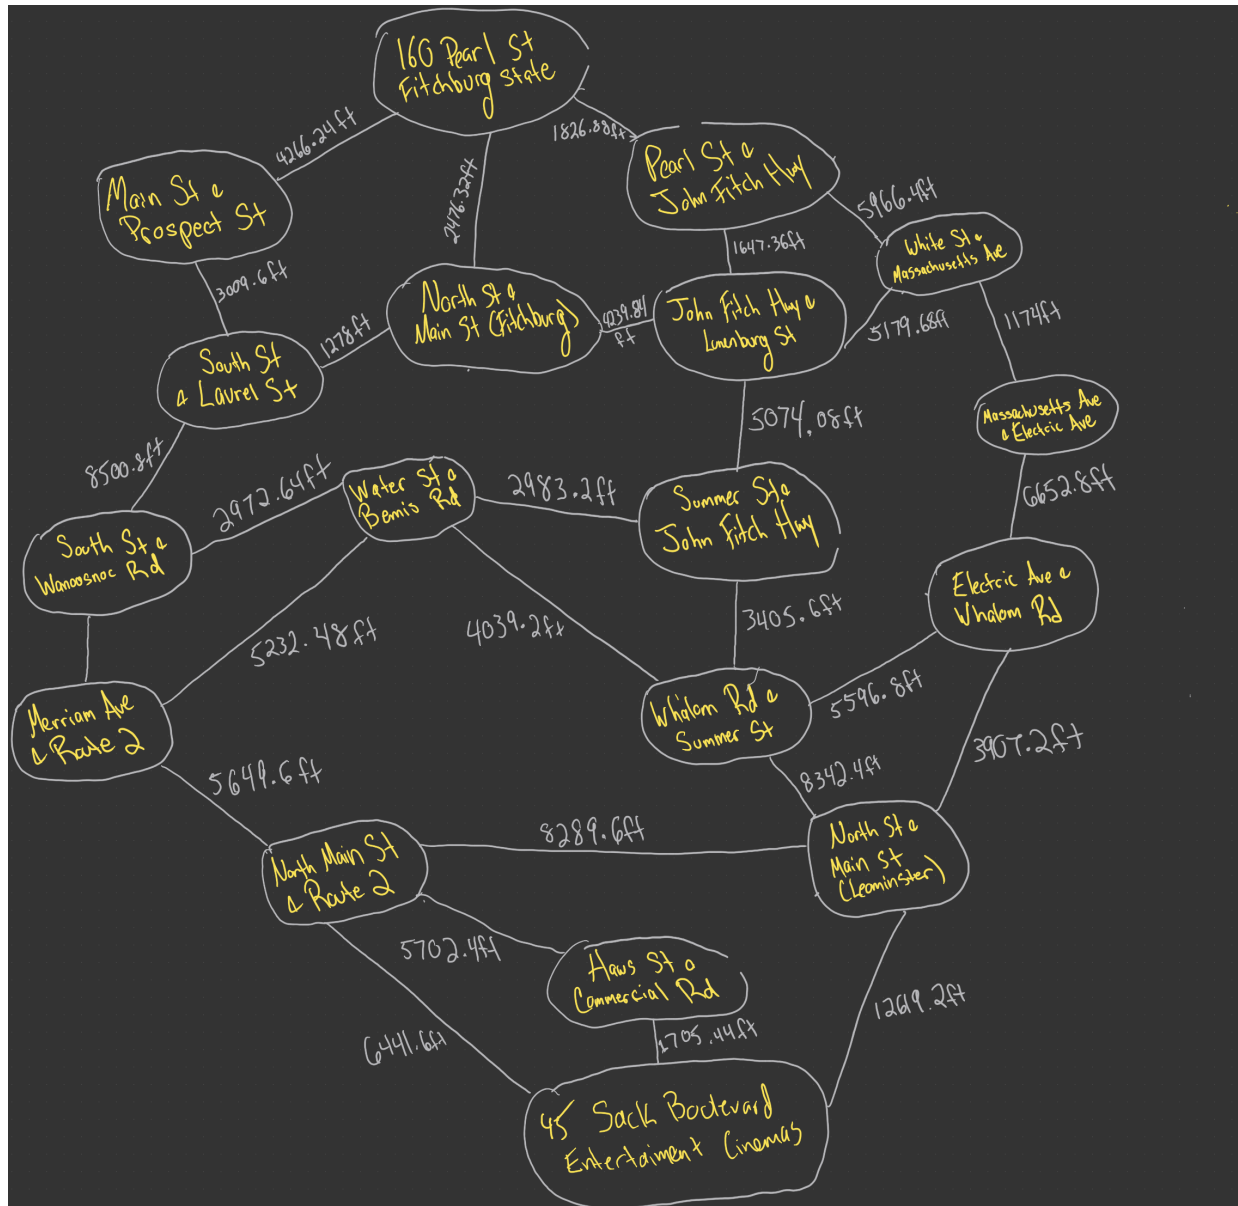 160 Pearl St
Fitchburg State
4266.24ft
1826.88ft
2476.32ft
Pearl St &
John Fitch Hwy
Main St &
Prospect St
5966.4ft
White St &
Massachusetts Ave
1647.36ft
3009.6ft
North St &
Main St (Fitchburg)
4239.84
ft
John Fitch Hwy &
Lunenburg St
5179.68ft
1174ft
1278ft
South St
& Laurel St
Massachusetts Ave
& Electric Ave
5074.08ft
8500.8ft
2972.64ft
Water St &
Bemis Rd
2983.2ft
Summer St &
John Fitch Hwy
6652.8ft
South St &
Wanoosnoc Rd
Electric Ave &
Whalom Rd
5232.48ft
4039.2ft
3405.6ft
5596.8ft
Merriam Ave
& Route 2
Whalom Rd &
Summer St
3907.2ft
5649.6ft
8342.4ft
8289.6ft
North Main St
& Route 2
North St &
Main St
(Leominster)
5702.4ft
Haws St &
Commercial Rd
12619.2ft
6441.6ft
1705.44ft
45 Sack Boulevard
Entertaiment Cinemas